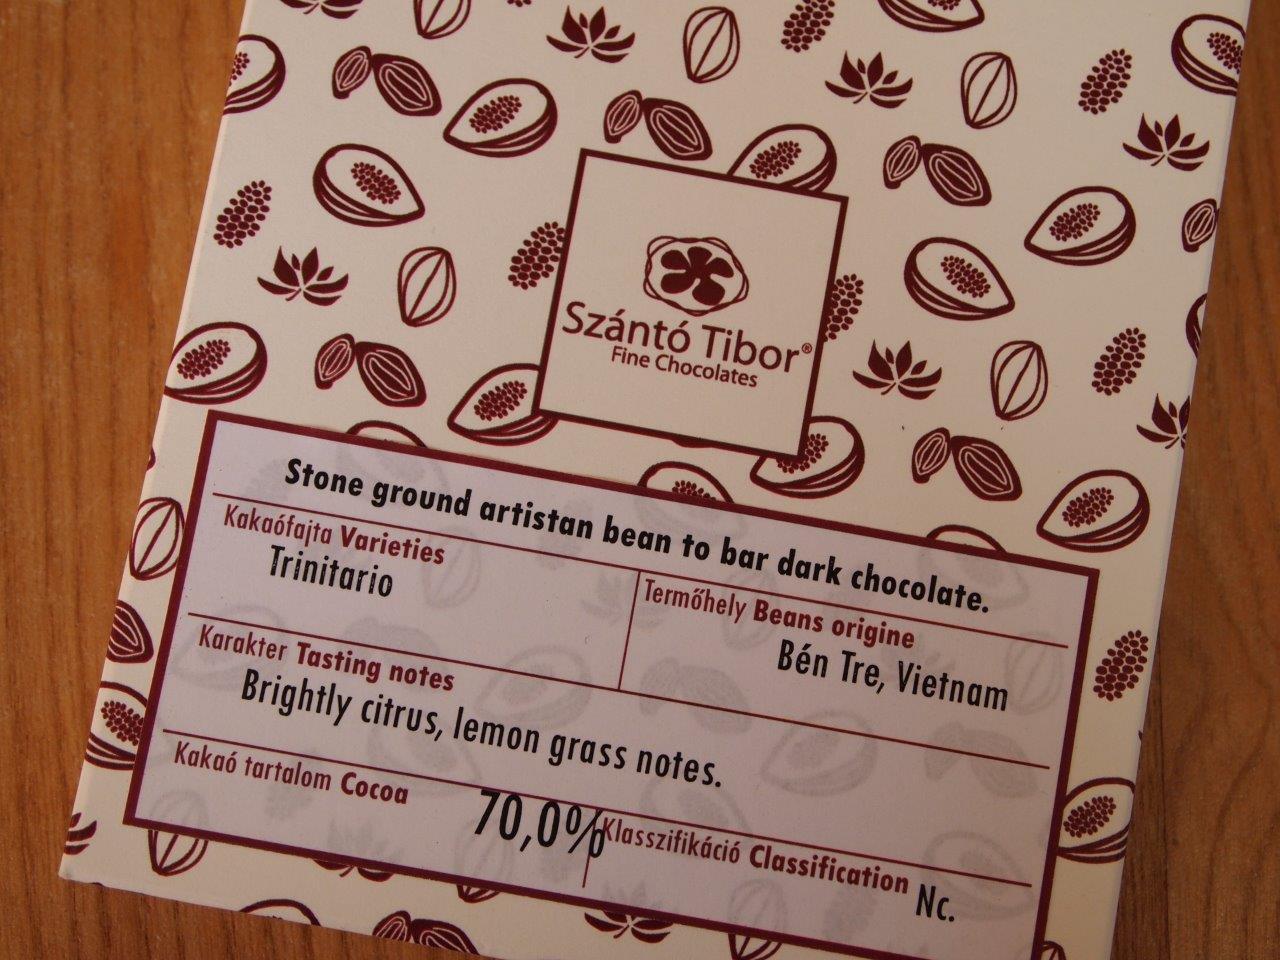 Szántó Tibor®
Fine Chocolates
Stone ground artistan bean to bar dark chocolate.
Kakaófajta Varieties
Trinitario
Termőhely Beans origine
Bén Tre, Vietnam
Karakter Tasting notes
Brightly citrus, lemon grass notes.
Kakaó tartalom Cocoa
70,0%
Klasszifikáció Classification
Nc.